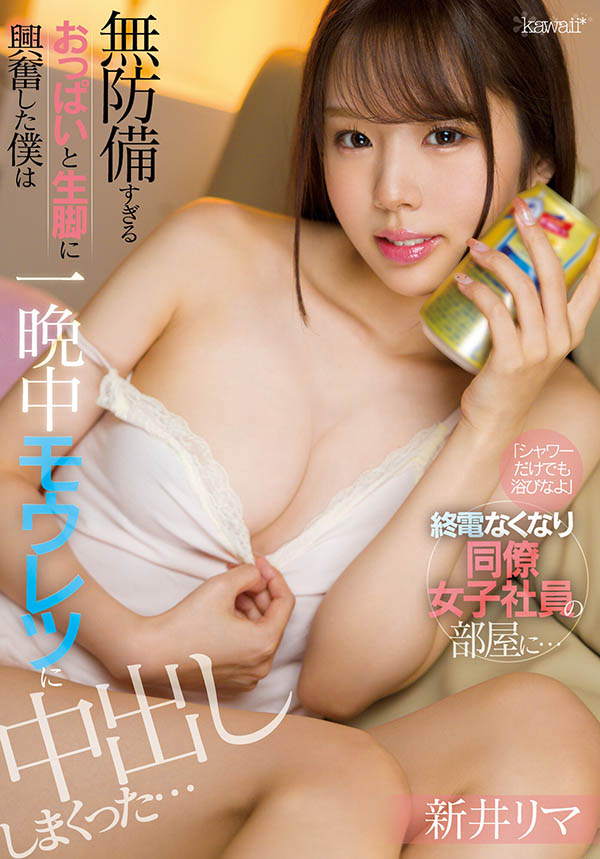 kawaii*
無防備すぎる
おっぱいと生脚に
興奮した僕は
一晩中モウレツに
中出し
しまくった…
「シャワー
だけでも
浴びなよ」
終電なくなり
同僚
女子社員の
部屋に…
新井リマ